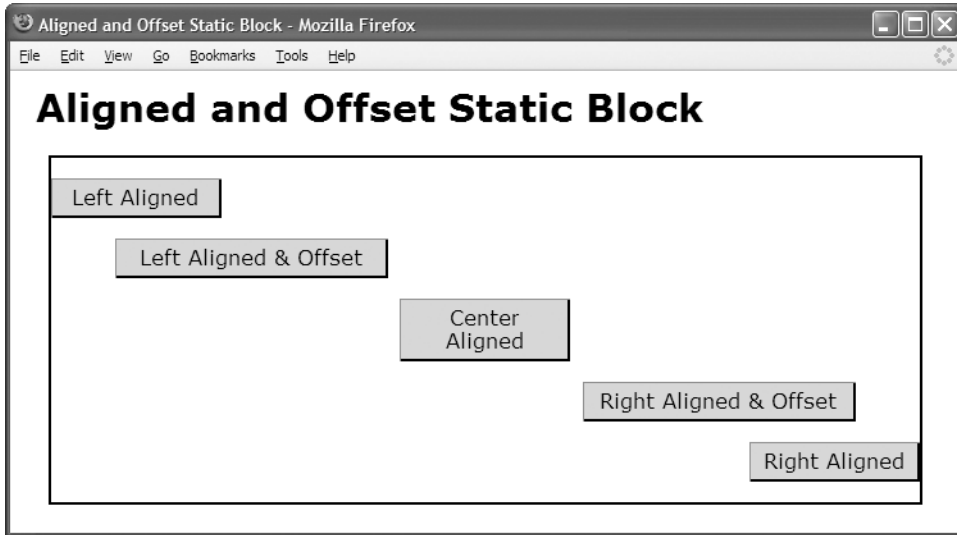 Aligned and Offset Static Block - Mozilla Firefox
File Edit View Go Bookmarks Tools Help
Aligned and Offset Static Block
Left Aligned
Left Aligned & Offset
Center
Aligned
Right Aligned & Offset
Right Aligned